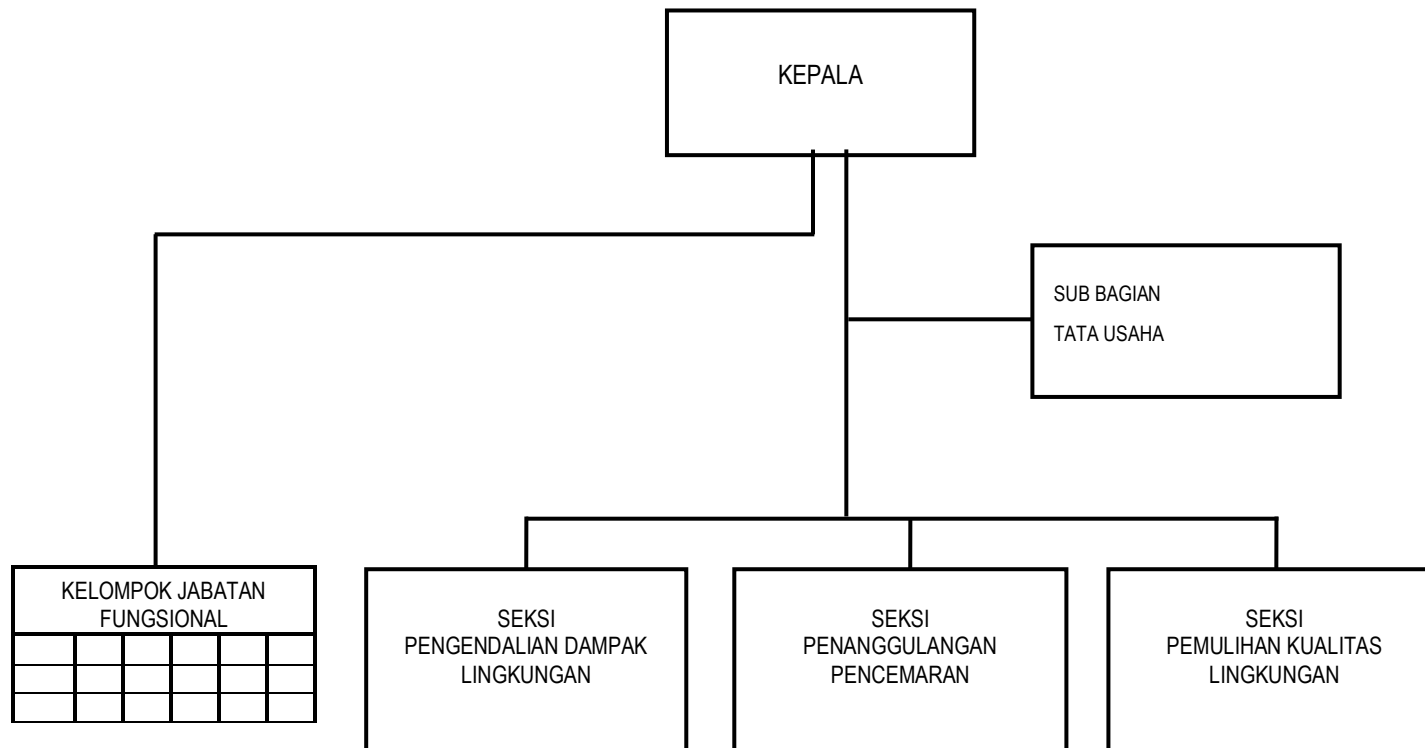 KEPALA
SUB BAGIAN
TATA USAHA
KELOMPOK JABATAN
FUNGSIONAL
SEKSI
PENGENDALIAN DAMPAK
LINGKUNGAN
SEKSI
PENANGGULANGAN
PENCEMARAN
SEKSI
PEMULIHAN KUALITAS
LINGKUNGAN